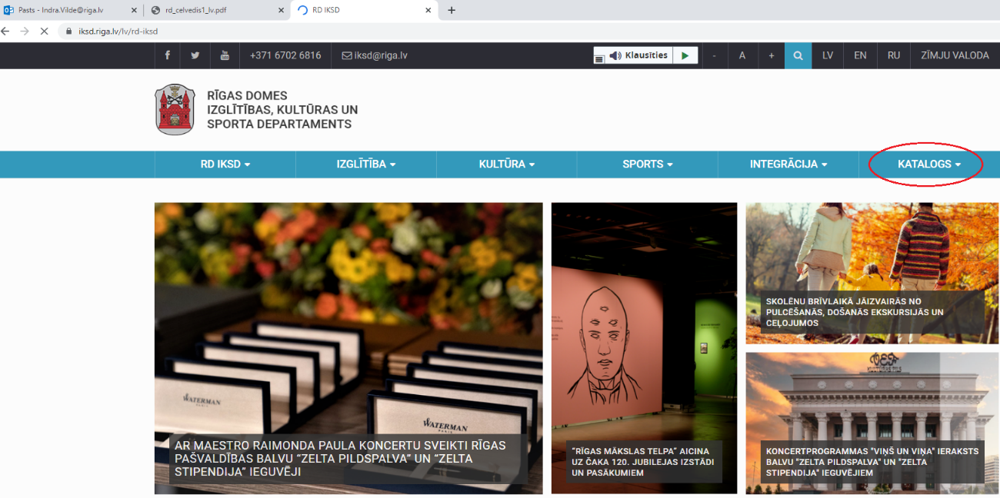 Pasts - Indra.Vilde@riga.lv
rd_celvedis1_lv.pdf
RD IKSD
iksd.riga.lv/lv/rd-iksd
+371 6702 6816
iksd@riga.lv
Klausīties
- A +
LV EN RU ZĪMJU VALODA
RĪGAS DOMES
IZGLĪTĪBAS, KULTŪRAS UN
SPORTA DEPARTAMENTS
RD IKSD
IZGLĪTĪBA
KULTŪRA
SPORTS
INTEGRĀCIJA
KATALOGS
WATERMAN
PARIS
WATERMAN
PARIS
AR MAESTRO RAIMONDA PAULA KONCERTU SVEIKTI RĪGAS
PAŠVALDĪBAS BALVU “ZELTA PILDSPALVA” UN “ZELTA
STIPENDIJA” IEGUVĒJI
“RĪGAS MĀKSLAS TELPA” AICINA
UZ ČAKA 120. JUBILEJAS IZSTĀDI
UN PASĀKUMIEM
SKOLĒNU BRĪVLAIKĀ JĀIZVAIRĀS NO
PULCĒŠANĀS, DOŠANĀS EKSKURSIJĀS UN
CEĻOJUMOS
VEF
KONCERTPROGRAMMAS "VIŅŠ UN VIŅA" IERAKSTS
BALVU "ZELTA PILDSPALVA" UN "ZELTA
STIPENDIJA" IEGUVĒJIEM